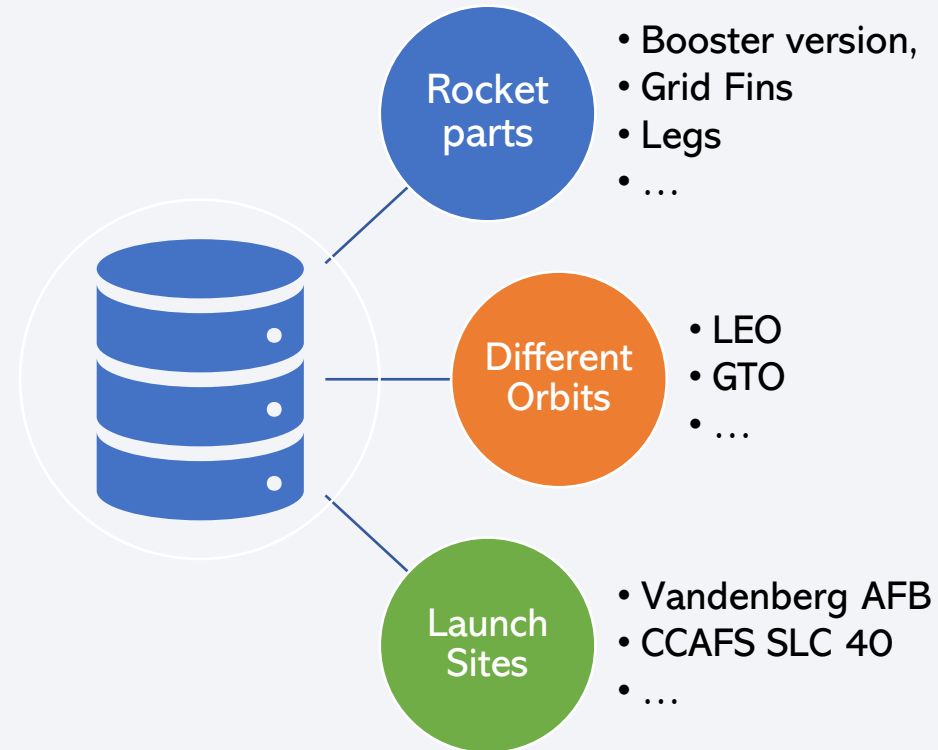 Rocket
parts
• Booster version,
• Grid Fins
• Legs
• ...
Different
Orbits
• LEO
• GTO
• ...
Launch
Sites
• Vandenberg AFB
• CCAFS SLC 40
• ...